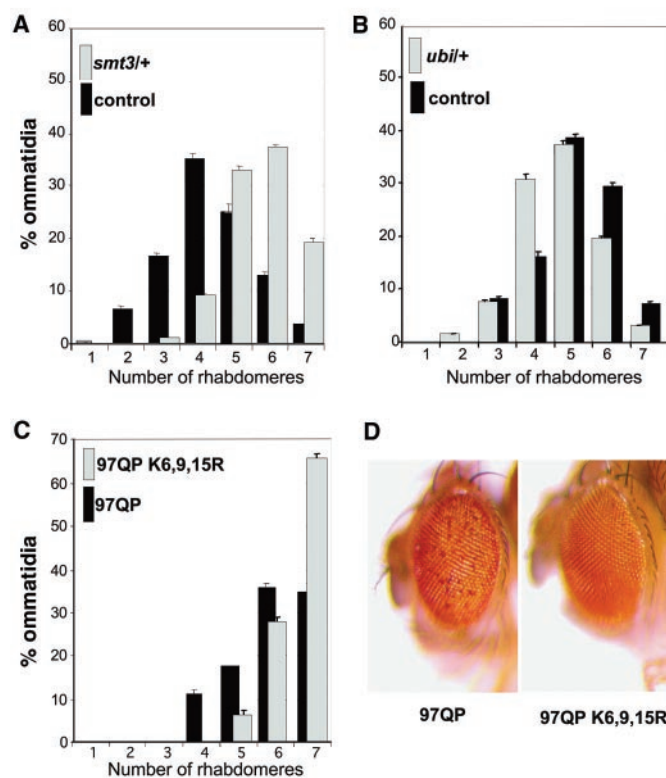 A
60
50
40
30
20
10
0
% ommatidia
smt3/+
control
1 2 3 4 5 6 7
Number of rhabdomeres
B
60
50
40
30
20
10
0
ubi/+
control
1 2 3 4 5 6 7
Number of rhabdomeres
C
70
60
50
40
30
20
10
0
% ommatidia
97QP K6,9,15R
97QP
1 2 3 4 5 6 7
Number of rhabdomeres
D
97QP
97QP K6,9,15R